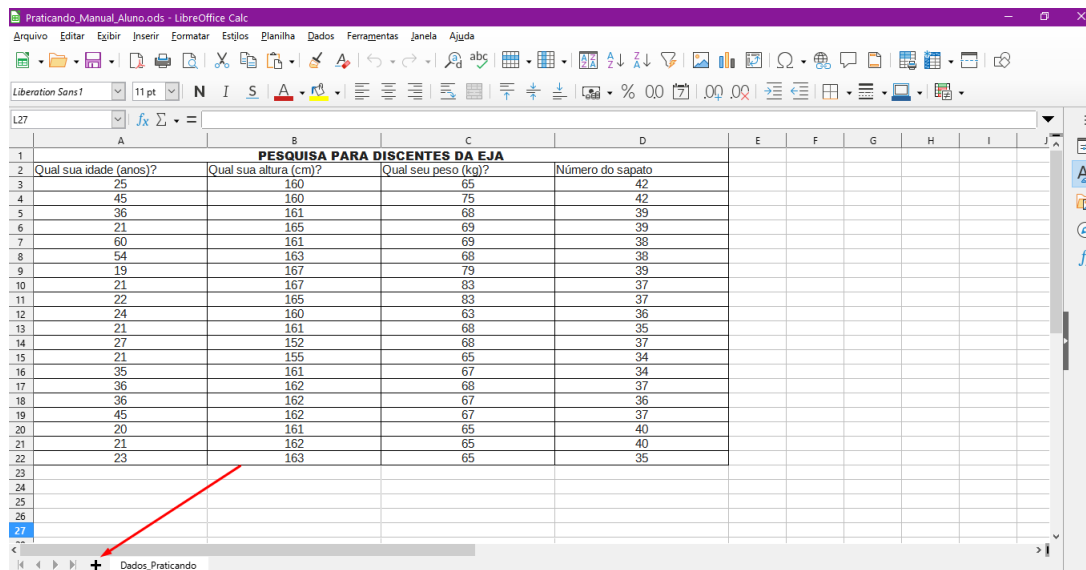 Praticando_Manual_Aluno.ods - LibreOffice Calc
Arquivo Editar Exibir Inserir Formatar Estilos Planilha Dados Ferramentas Janela Ajuda
Liberation Sans1 11 pt N I S A % 0.0 7 .00 .00
L27 fx Σ =
A B C D E F G H I J
1 PESQUISA PARA DISCENTES DA EJA
2 Qual sua idade (anos)? Qual sua altura (cm)? Qual seu peso (kg)? Número do sapato
3 25 160 65 42
4 45 160 75 42
5 36 161 68 39
6 21 165 69 39
7 60 161 69 38
8 54 163 68 38
9 19 167 79 39
10 21 167 83 37
11 22 165 83 37
12 24 160 63 36
13 21 161 68 35
14 27 152 68 37
15 21 155 65 34
16 35 161 67 34
17 36 162 68 37
18 36 162 67 36
19 45 162 67 37
20 20 161 65 40
21 21 162 65 40
22 23 163 65 35
23
24
25
26
27
Dados_Praticando